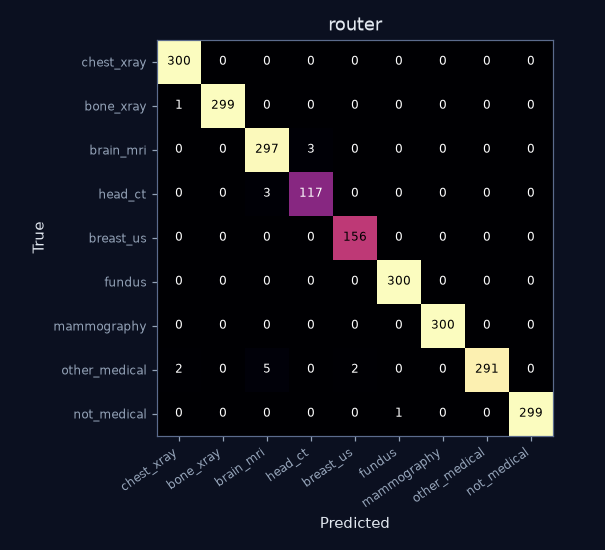 router
chest_xray 300 0 0 0 0 0 0 0 0
bone_xray 1 299 0 0 0 0 0 0 0
brain_mri 0 0 297 3 0 0 0 0 0
head_ct 0 0 3 117 0 0 0 0 0
breast_us 0 0 0 0 156 0 0 0 0
fundus 0 0 0 0 0 300 0 0 0
mammography 0 0 0 0 0 0 300 0 0
other_medical 2 0 5 0 2 0 0 291 0
not_medical 0 0 0 0 0 1 0 0 299
True
chest_xray bone_xray brain_mri head_ct breast_us fundus mammography other_medical not_medical
Predicted